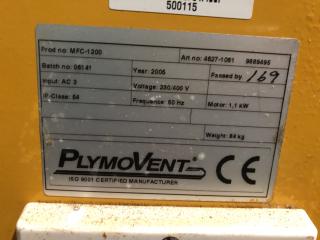 500115
Prod no: MFC-1200 Art no: 4627-1061 9889495
Batch no: 06141 Year: 2005 Passed by: 169
Input: AC 3 Voltage: 230/400 V
IP-Class: 54 Frequence: 50 Hz Motor: 1,1 kW
Weight: 84 kg
PLYMOVENT
ISO 9001 CERTIFIED MANUFACTURER
CE